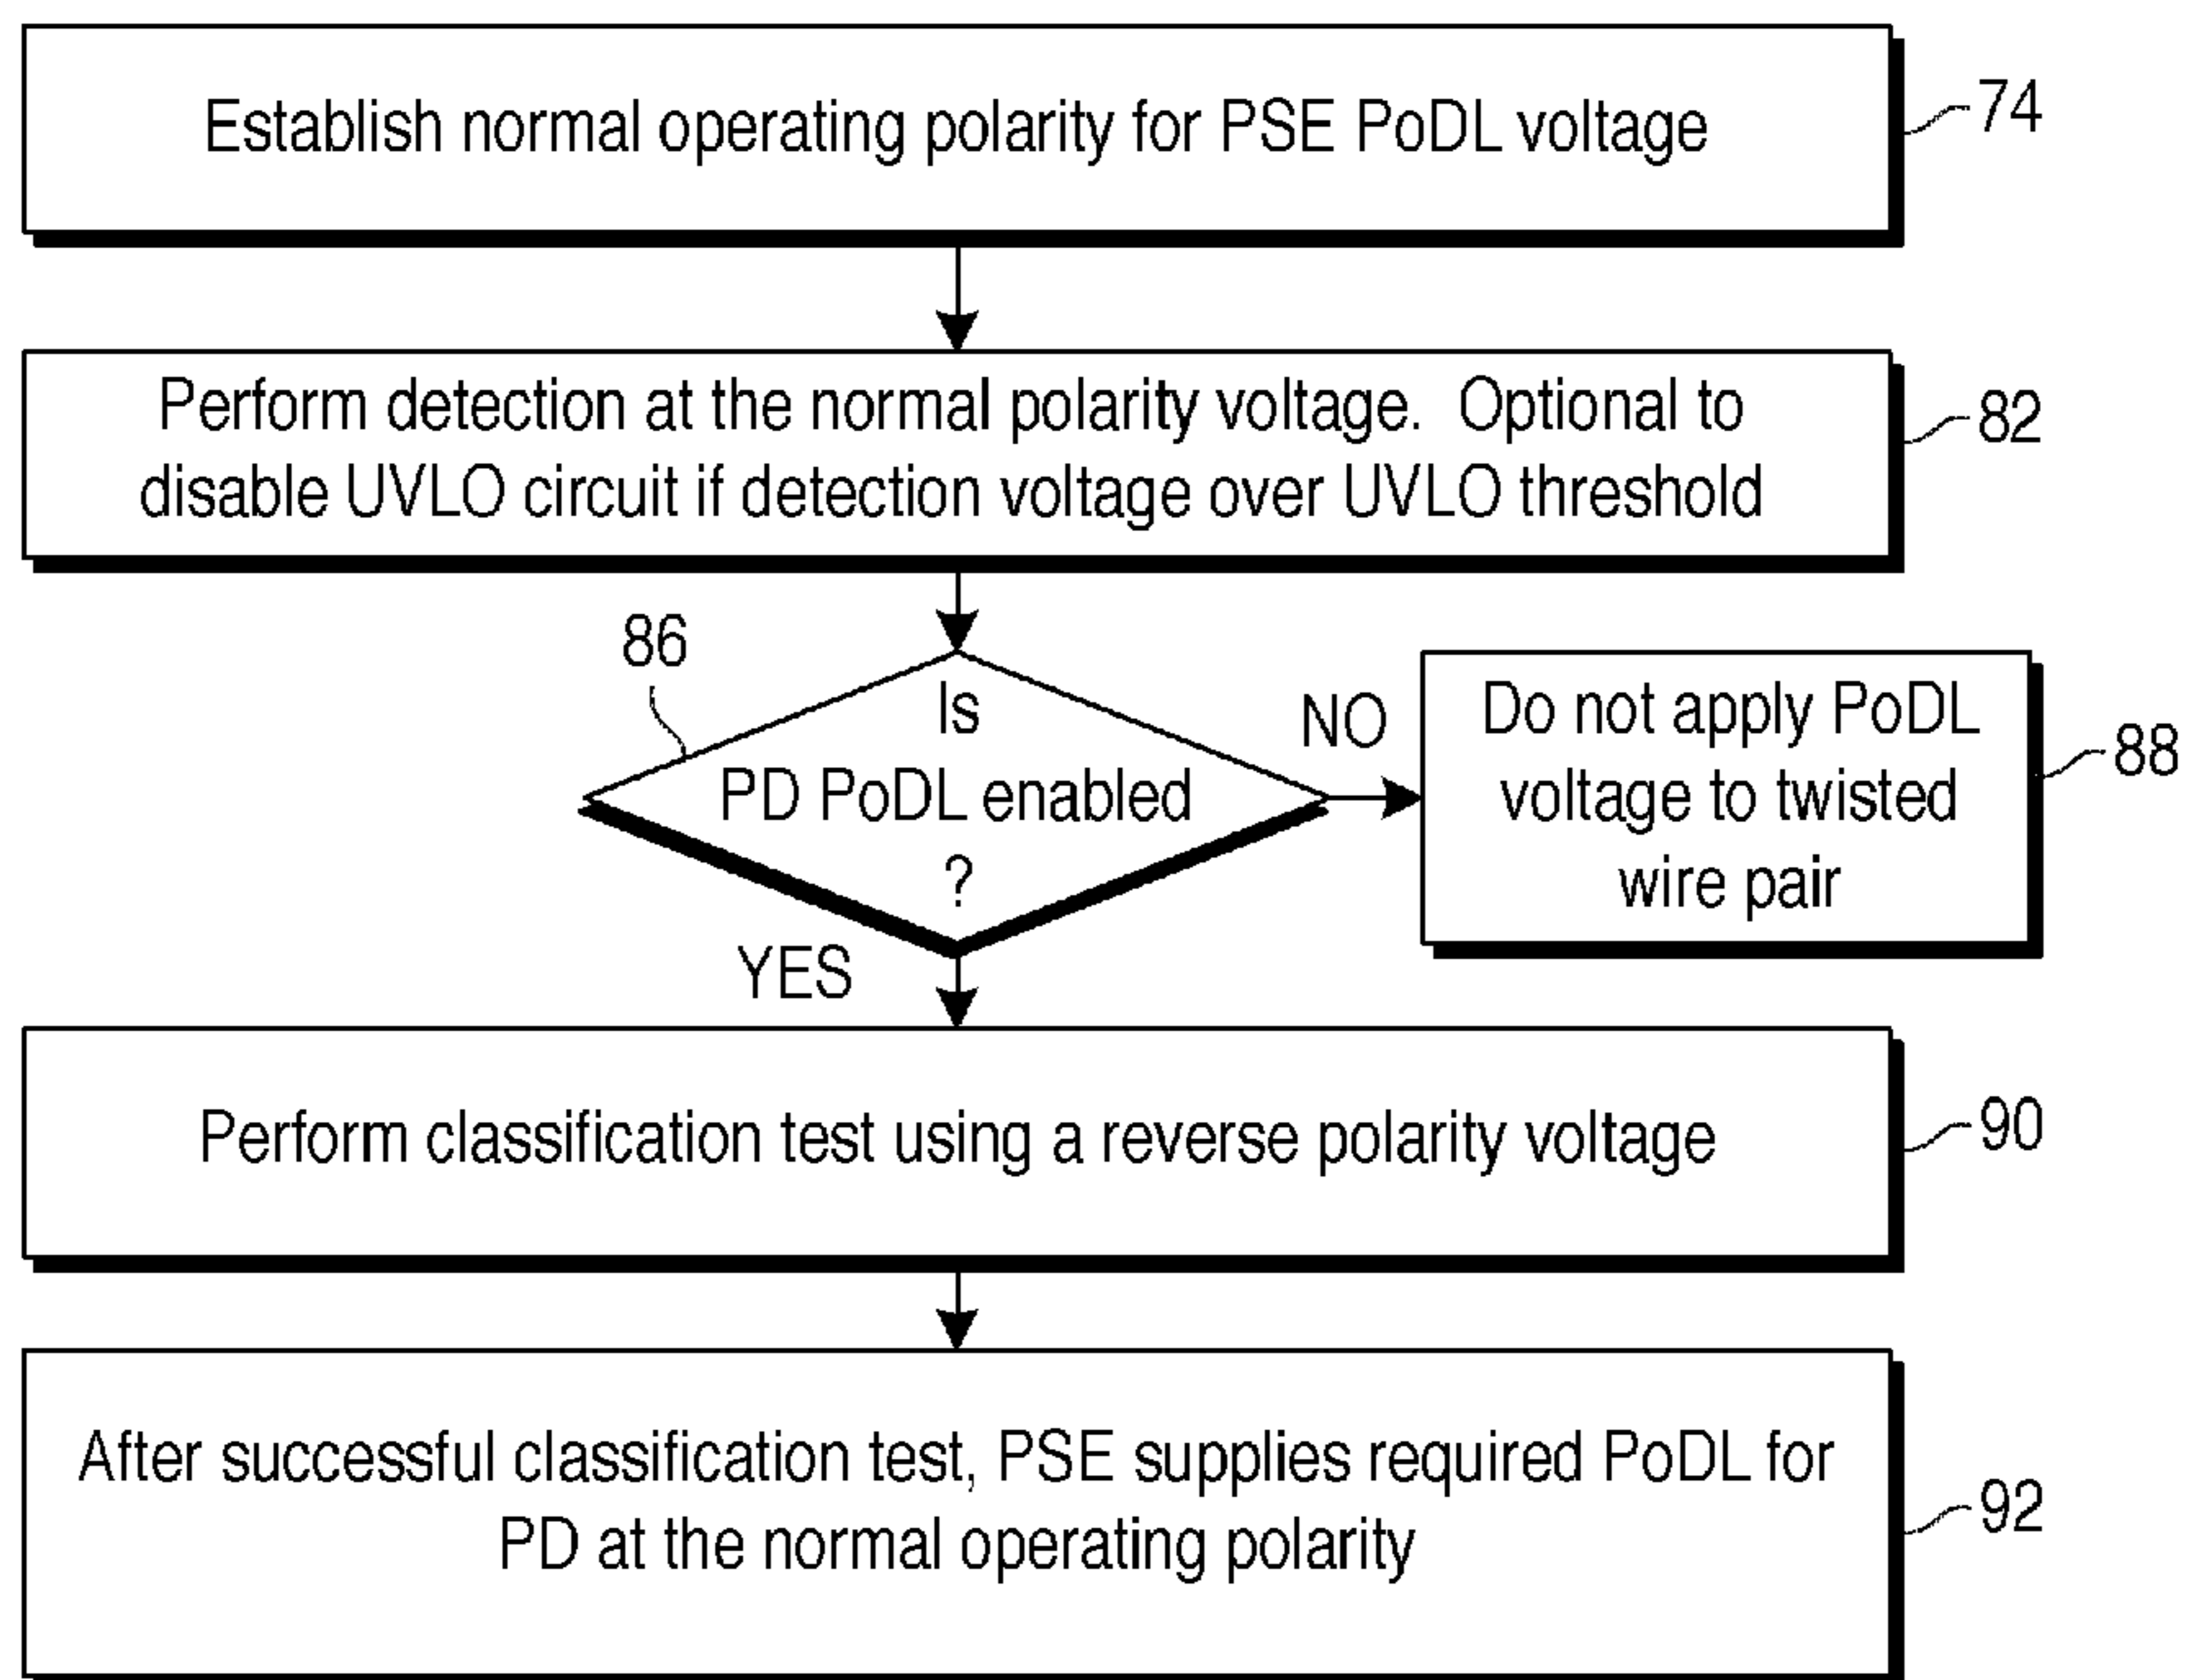 Establish normal operating polarity for PSE PoDL voltage
74
Perform detection at the normal polarity voltage. Optional to
disable UVLO circuit if detection voltage over UVLO threshold
82
86
Is
PD PoDL enabled
?
NO
Do not apply PoDL
voltage to twisted
wire pair
88
YES
Perform classification test using a reverse polarity voltage
90
After successful classification test, PSE supplies required PoDL for
PD at the normal operating polarity
92